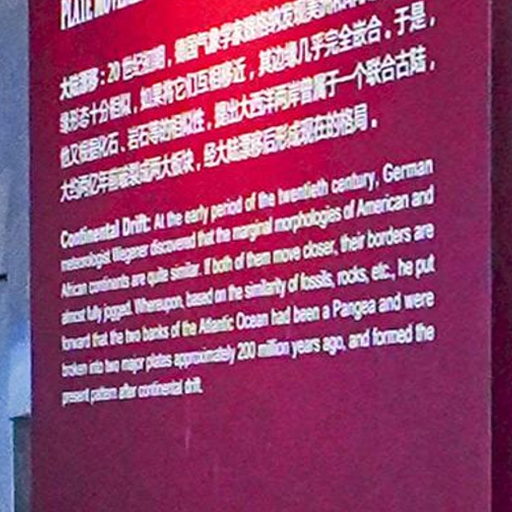 PLATE
大陆漂移：20世纪初期，德国气象学家魏格纳发现美洲
缘形态十分相似，如果将它们互相移近，其边缘几乎完全嵌合。于是，
他又根据化石、岩石等的相似性，提出大西洋两岸曾属于一个联合古陆，
大约两亿年前破裂成两大板块，经大陆漂移后形成现在的格局。
Continental Drift: At the early period of the twentieth century, German
meteorologist Wegener discovered that the marginal morphologies of American and
African continants are quite similar. If both of them move closer, their borders are
almost fully jogged. Whereupon, based on the similarity of fossils, rocks, etc., he put
forward that the two banks of the Atlantic Ocean had been a Pangea and were
broken into two major plates approximately 200 million years ago, and formed the
present pattern after continental drift.